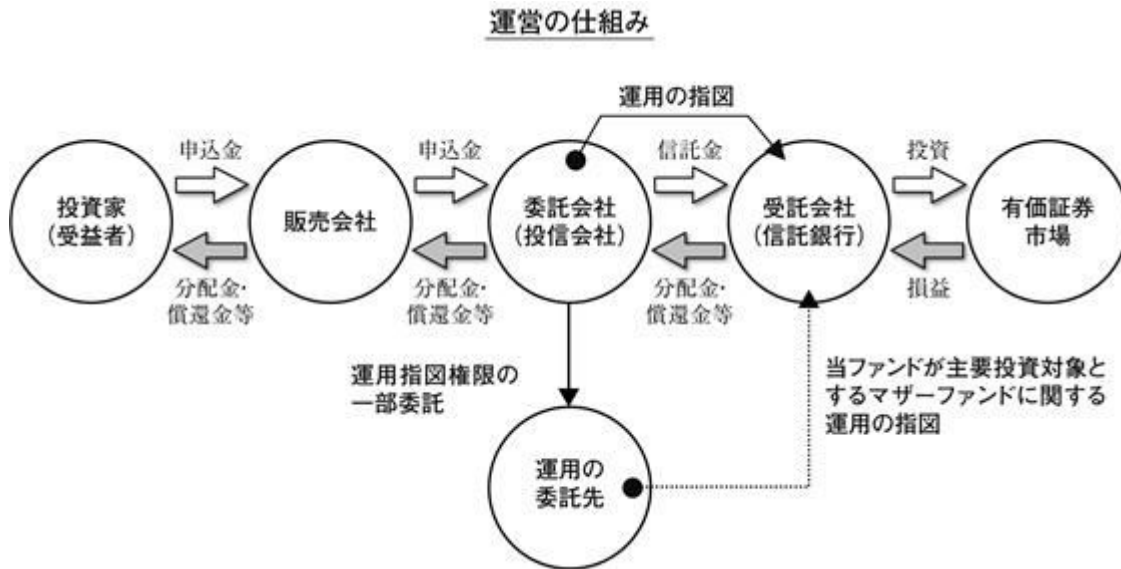 運営の仕組み
運用の指図
申込金
申込金
信託金
投資
投資家
(受益者)
販売会社
委託会社
(投信会社)
受託会社
(信託銀行)
有価証券
市場
分配金・
償還金等
分配金・
償還金等
分配金・
償還金等
損益
運用指図権限の
一部委託
当ファンドが主要投資対象と
するマザーファンドに関する
運用の指図
運用の
委託先